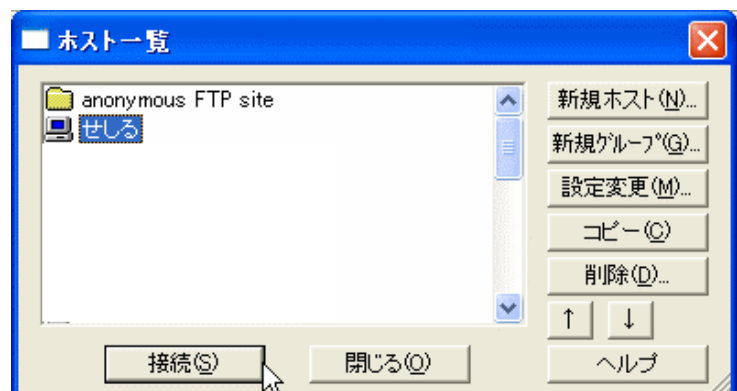 ホスト一覧
anonymous FTP site
せしる
新規ホスト(N)...
新規グループ(G)...
設定変更(M)...
コピー(C)
削除(D)...
↑ ↓
接続(S) 閉じる(O) ヘルプ